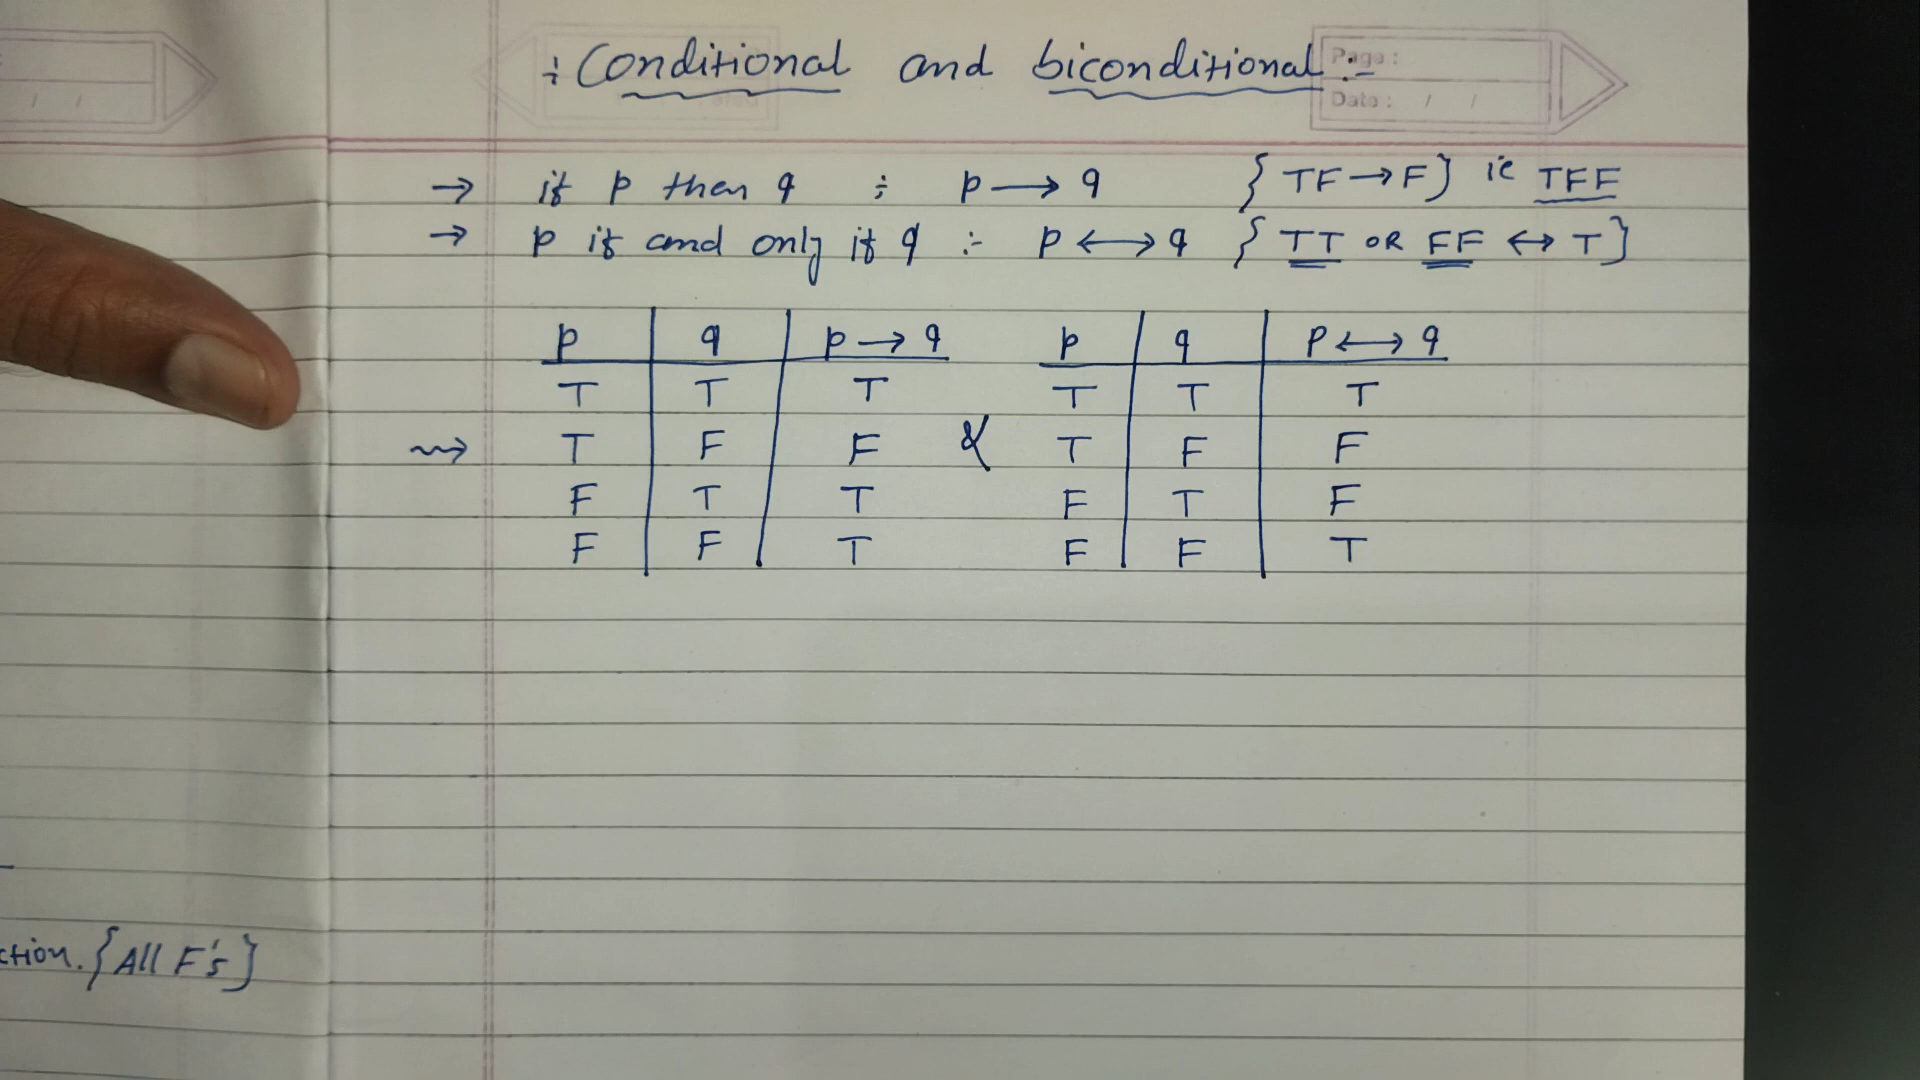 :Conditional and biconditional:-
Page:
Date: / /
/ /
→ if p then q : p → q {TF→F} ie TFF
→ p if and only if q :- p ↔ q {TT OR FF ↔ T}
p q p → q p q p ↔ q
T T T T T T
⇝ T F F & T F F
F T T F T F
F F T F F T
ction. {All F's}